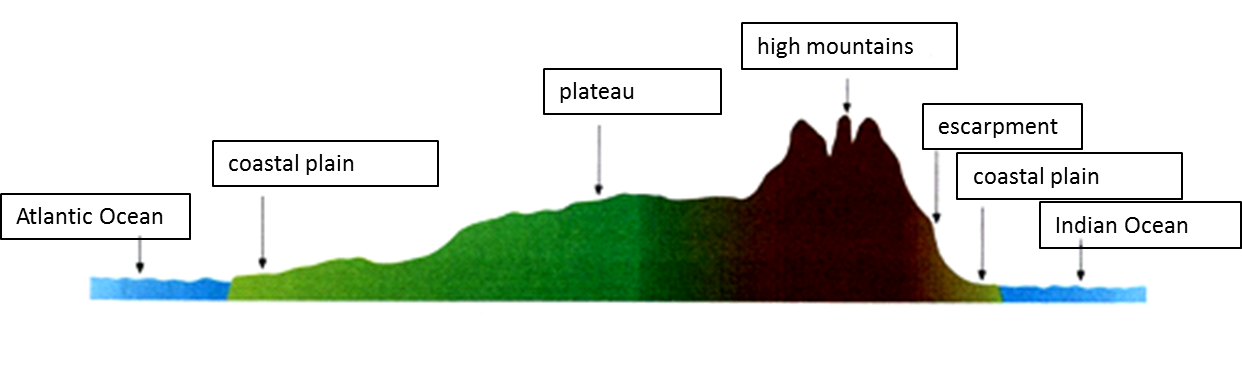 high mountains
plateau
escarpment
coastal plain
coastal plain
Atlantic Ocean
Indian Ocean